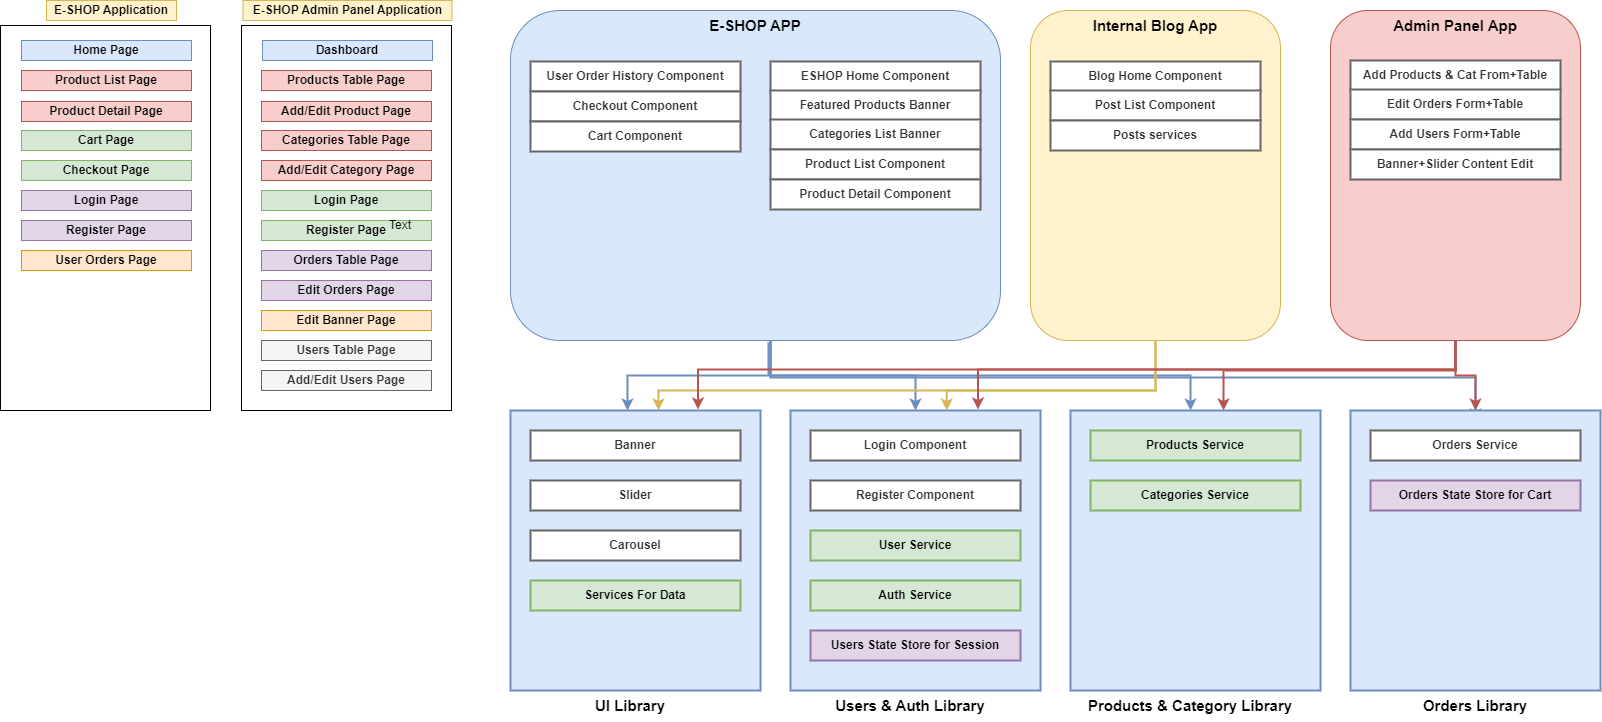 E-SHOP Application
Home Page
Product List Page
Product Detail Page
Cart Page
Checkout Page
Login Page
Register Page
User Orders Page
E-SHOP Admin Panel Application
Dashboard
Products Table Page
Add/Edit Product Page
Categories Table Page
Add/Edit Category Page
Login Page
Register Page
Text
Orders Table Page
Edit Orders Page
Edit Banner Page
Users Table Page
Add/Edit Users Page
E-SHOP APP
User Order History Component
Checkout Component
Cart Component
ESHOP Home Component
Featured Products Banner
Categories List Banner
Product List Component
Product Detail Component
Internal Blog App
Blog Home Component
Post List Component
Posts services
Admin Panel App
Add Products & Cat From+Table
Edit Orders Form+Table
Add Users Form+Table
Banner+Slider Content Edit
Banner
Slider
Carousel
Services For Data
UI Library
Login Component
Register Component
User Service
Auth Service
Users State Store for Session
Users & Auth Library
Products Service
Categories Service
Products & Category Library
Orders Service
Orders State Store for Cart
Orders Library